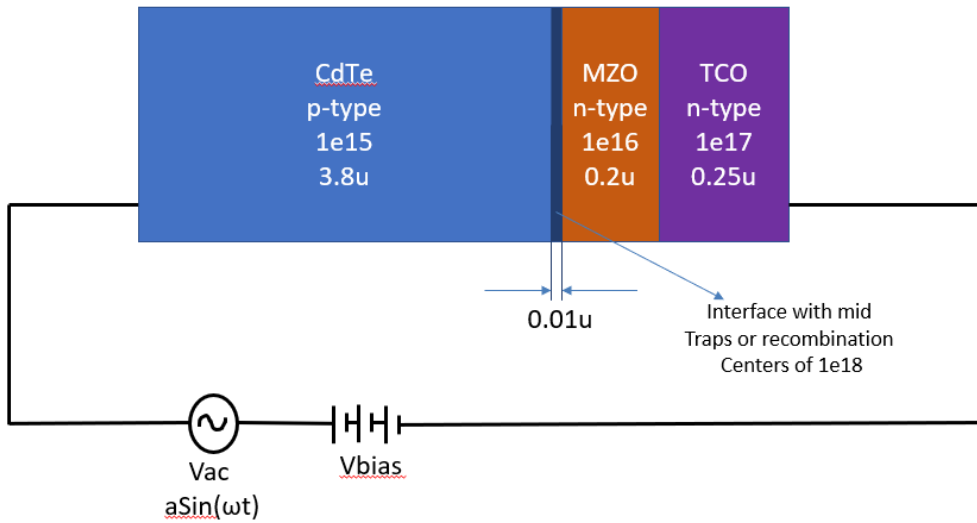 CdTe
p-type
1e15
3.8u
MZO
n-type
1e16
0.2u
TCO
n-type
1e17
0.25u
0.01u
Interface with mid
Traps or recombination
Centers of 1e18
Vac
aSin(ωt)
Vbias